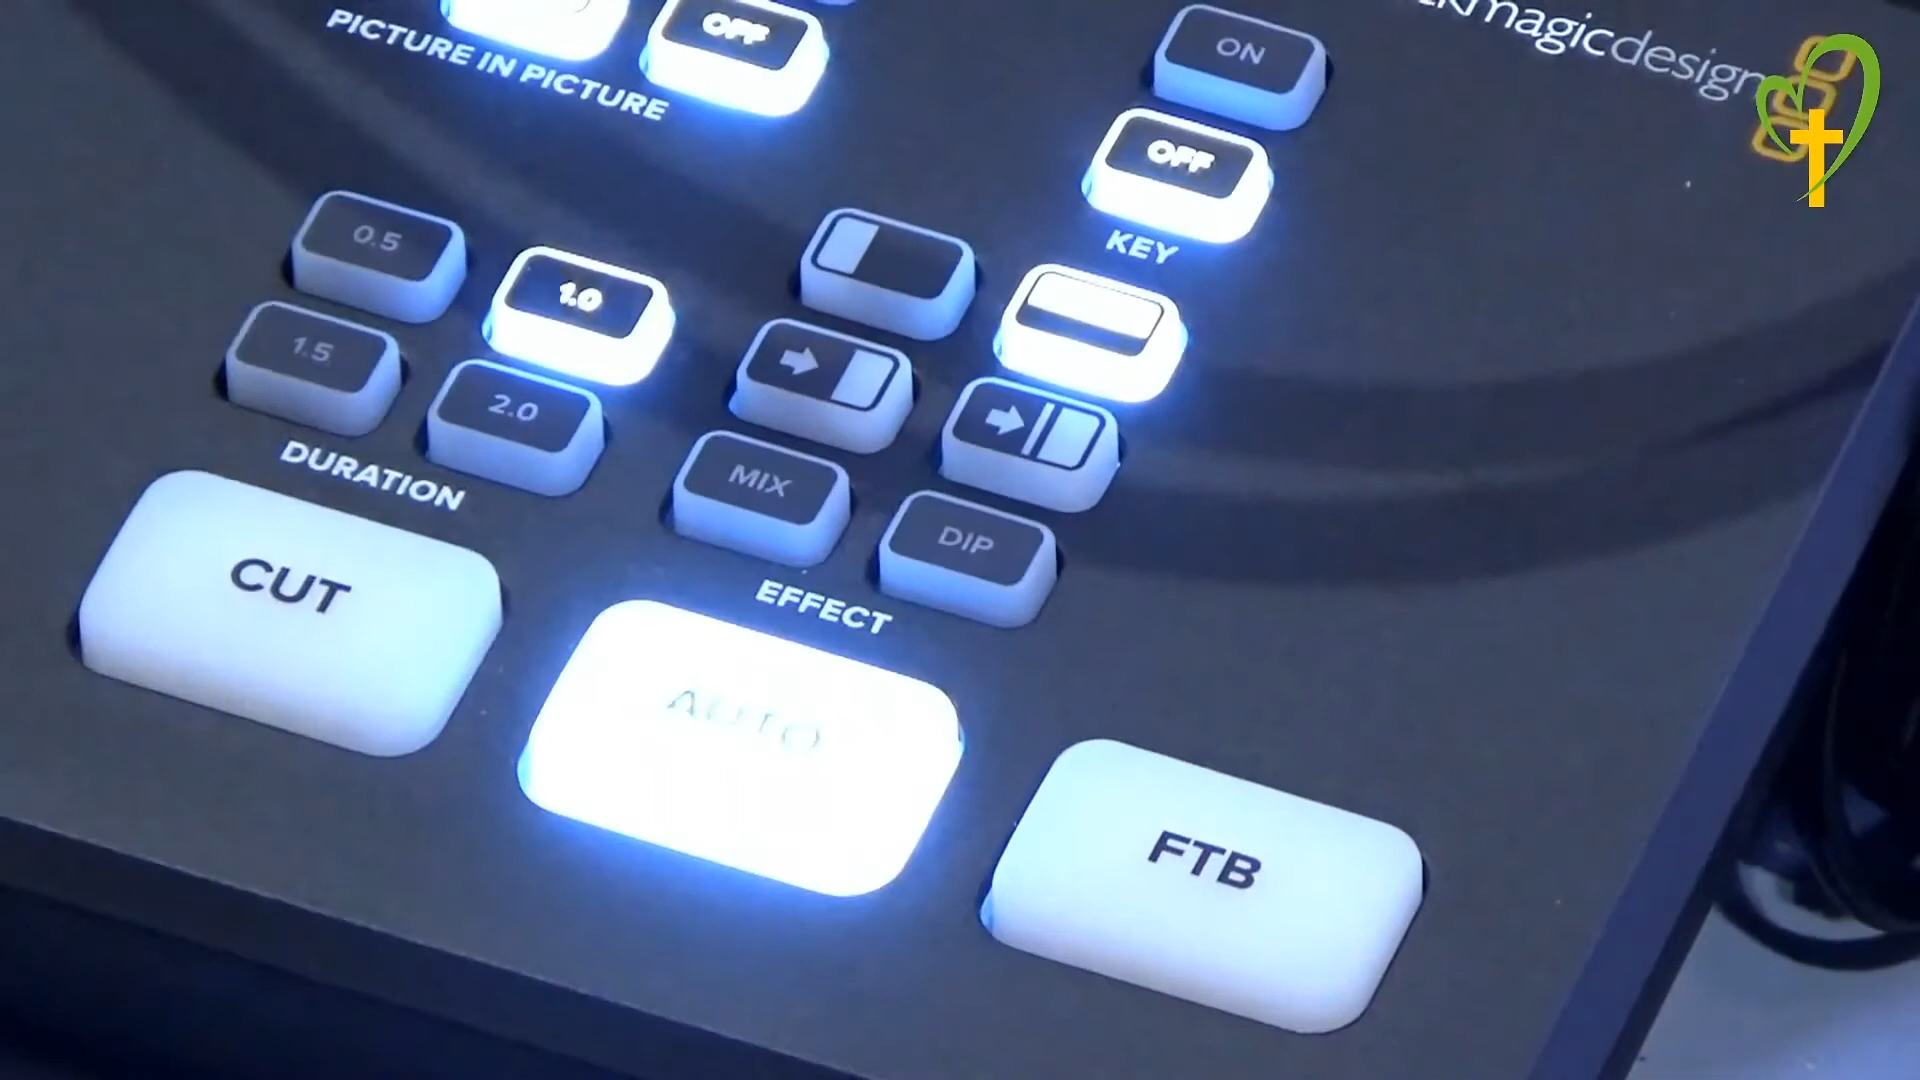 PICTURE IN PICTURE
OFF
ON
magicdesign
OFF
KEY
0.5
1.0
1.5
2.0
DURATION
MIX
DIP
EFFECT
CUT
AUTO
FTB